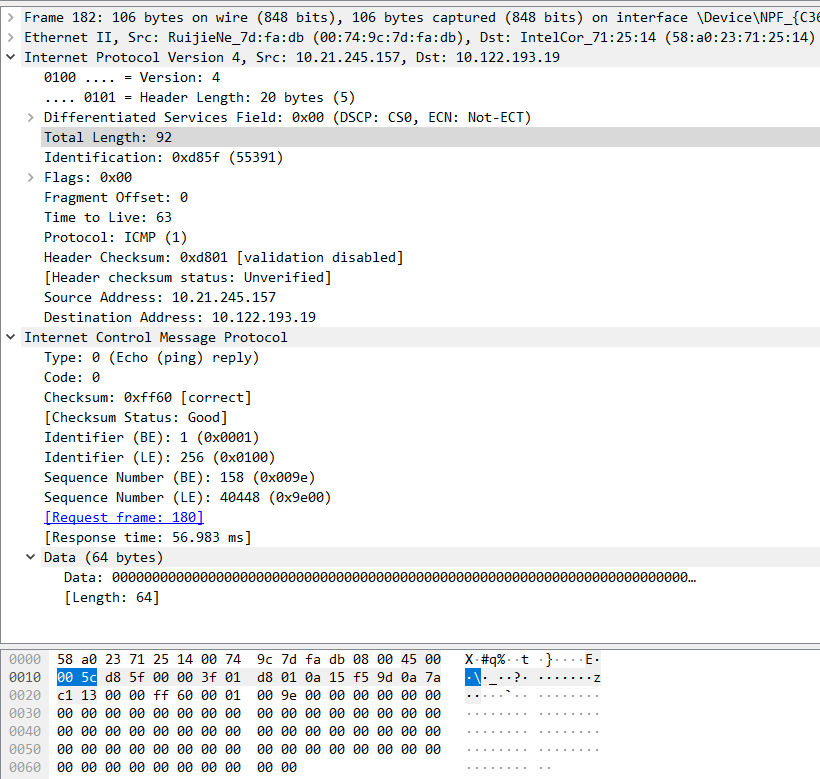 Frame 182: 106 bytes on wire (848 bits), 106 bytes captured (848 bits) on interface \Device\NPF_{C36
Ethernet II, Src: RuijieNe_7d:fa:db (00:74:9c:7d:fa:db), Dst: IntelCor_71:25:14 (58:a0:23:71:25:14)
Internet Protocol Version 4, Src: 10.21.245.157, Dst: 10.122.193.19
0100 .... = Version: 4
.... 0101 = Header Length: 20 bytes (5)
Differentiated Services Field: 0x00 (DSCP: CS0, ECN: Not-ECT)
Total Length: 92
Identification: 0xd85f (55391)
Flags: 0x00
Fragment Offset: 0
Time to Live: 63
Protocol: ICMP (1)
Header Checksum: 0xd801 [validation disabled]
[Header checksum status: Unverified]
Source Address: 10.21.245.157
Destination Address: 10.122.193.19
Internet Control Message Protocol
Type: 0 (Echo (ping) reply)
Code: 0
Checksum: 0xff60 [correct]
[Checksum Status: Good]
Identifier (BE): 1 (0x0001)
Identifier (LE): 256 (0x0100)
Sequence Number (BE): 158 (0x009e)
Sequence Number (LE): 40448 (0x9e00)
[Request frame: 180]
[Response time: 56.983 ms]
Data (64 bytes)
Data: 000000000000000000000000000000000000000000000000000000000000000000000000…
[Length: 64]
0000 58 a0 23 71 25 14 00 74 9c 7d fa db 08 00 45 00 X·#q%··t ·}····E·
0010 00 5c d8 5f 00 00 3f 01 d8 01 0a 15 f5 9d 0a 7a ·\·_··?· ·······z
0020 c1 13 00 00 ff 60 00 01 00 9e 00 00 00 00 00 00 ·····`·· ········
0030 00 00 00 00 00 00 00 00 00 00 00 00 00 00 00 00 ········ ········
0040 00 00 00 00 00 00 00 00 00 00 00 00 00 00 00 00 ········ ········
0050 00 00 00 00 00 00 00 00 00 00 00 00 00 00 00 00 ········ ········
0060 00 00 00 00 00 00 00 00 00 00 ········ ··